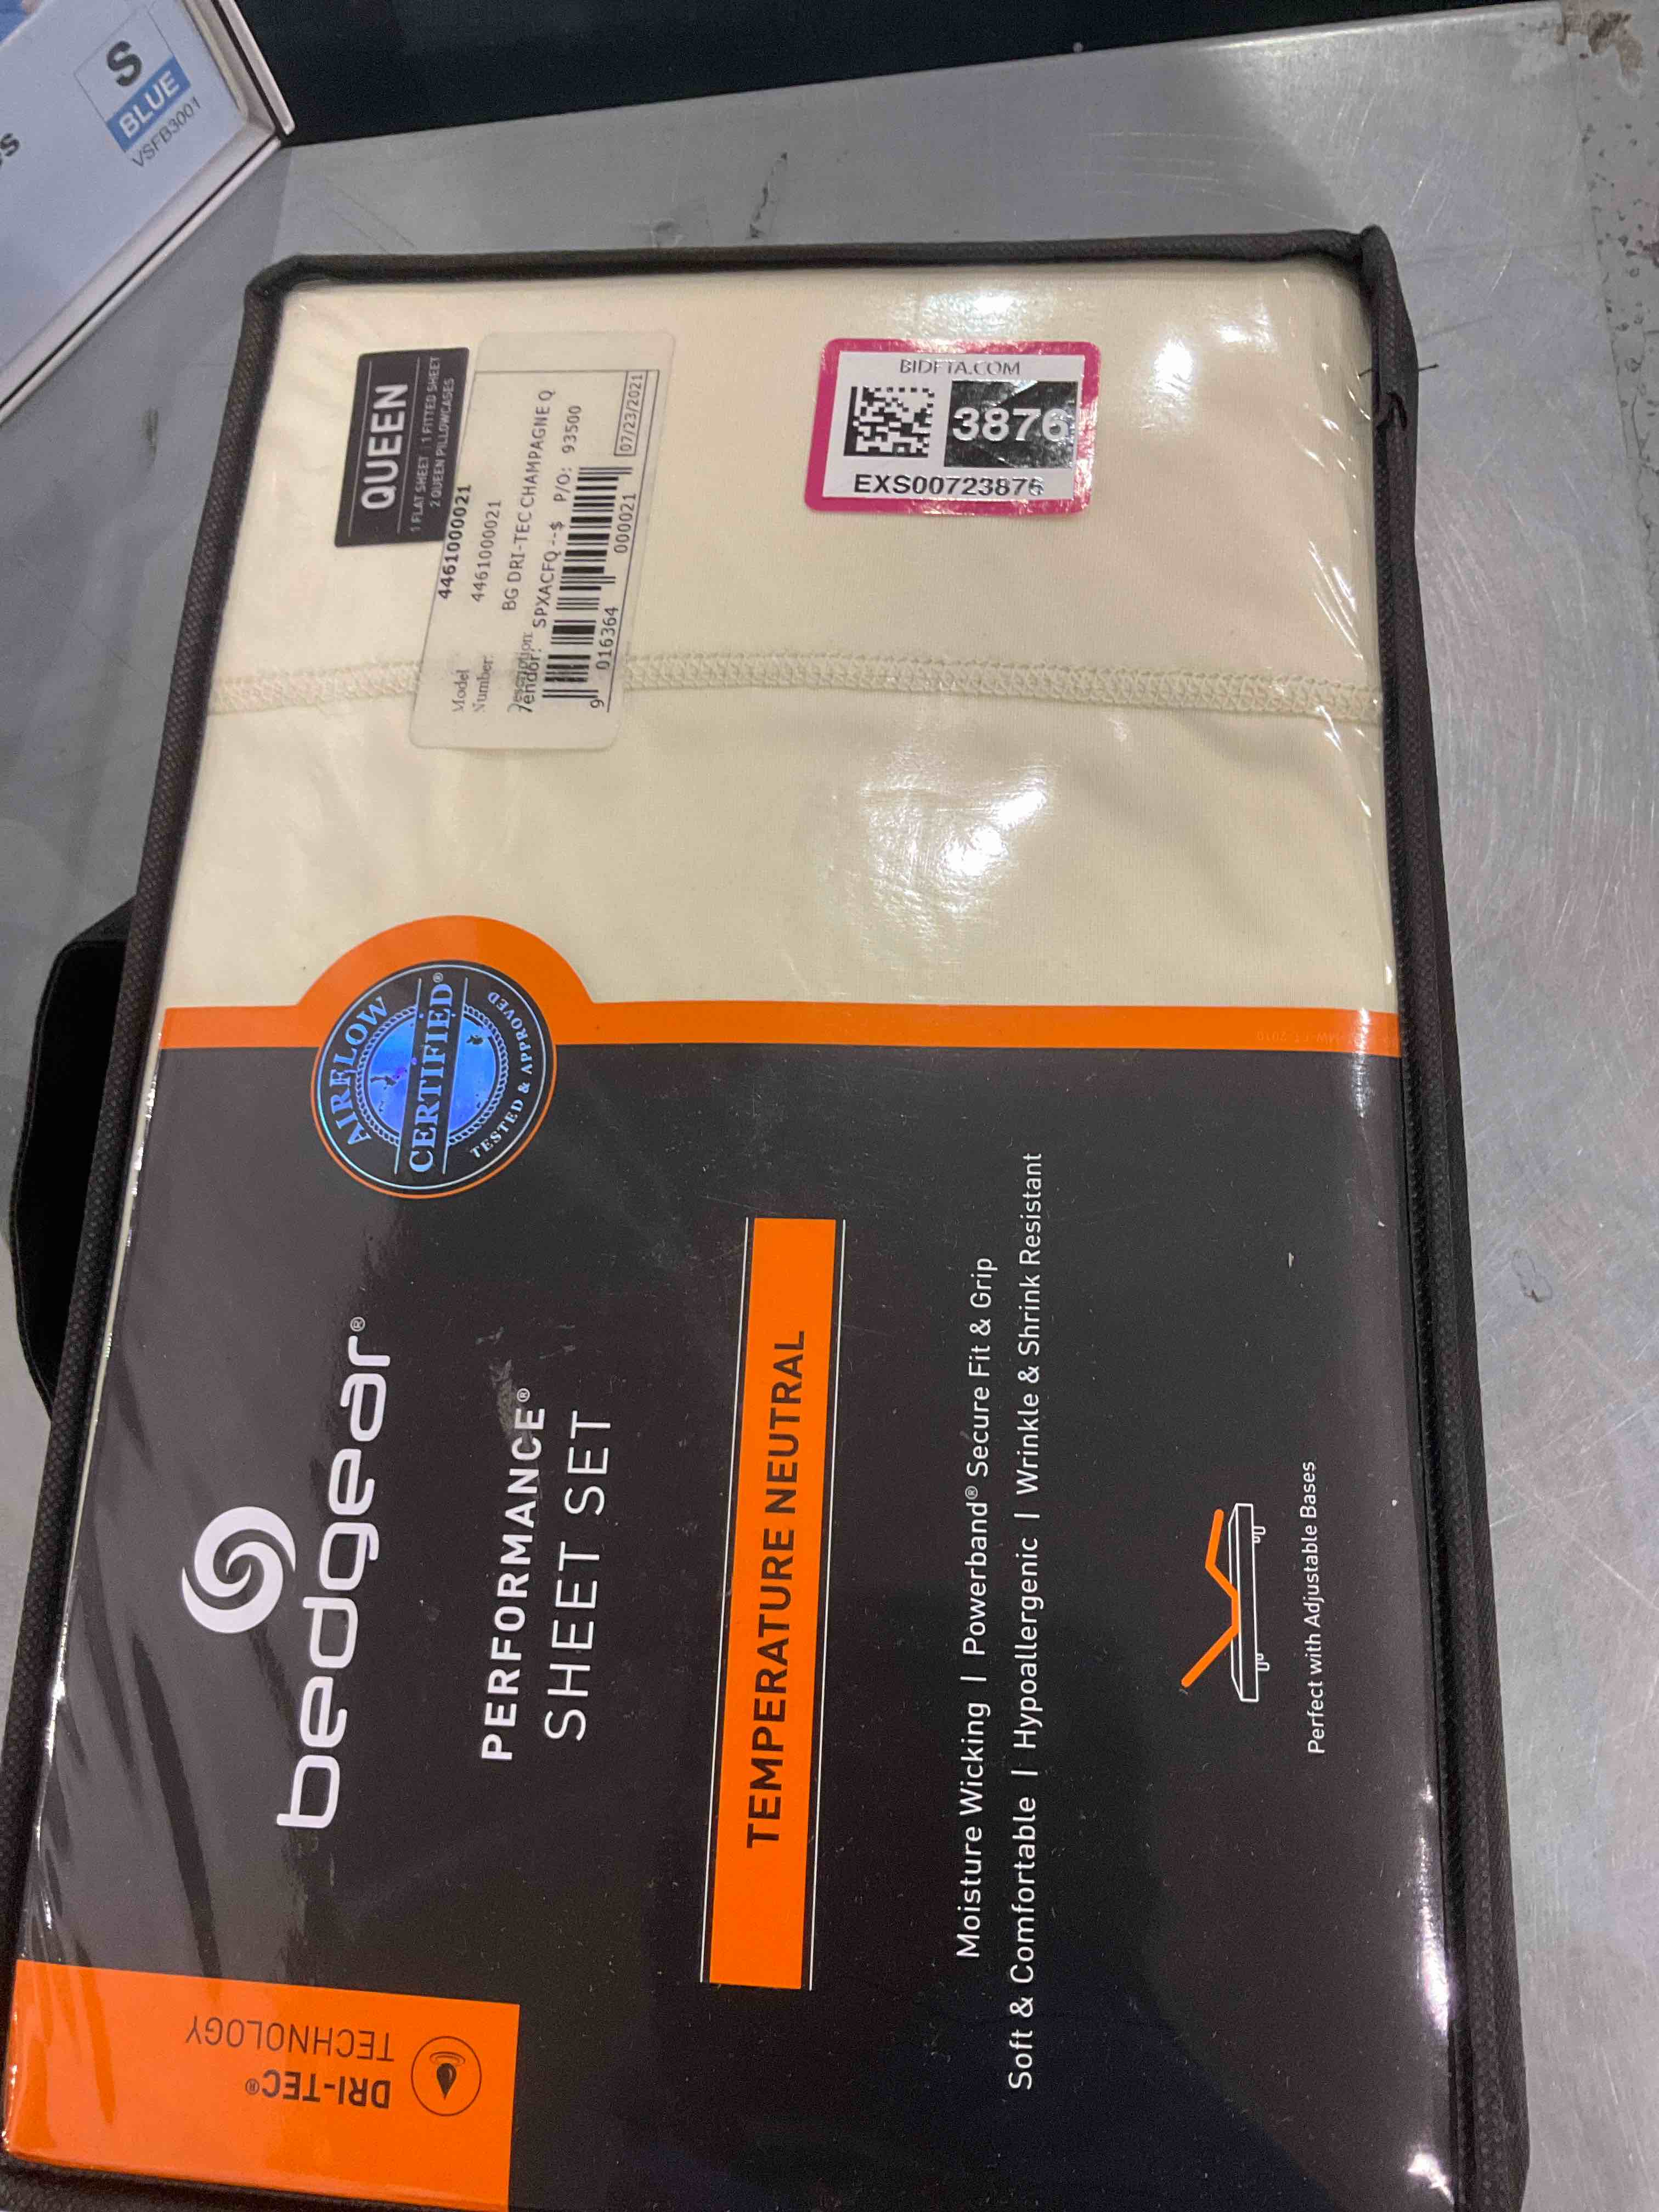 S
BLUE
VSFB3001
QUEEN
1 FLAT SHEET | 1 FITTED SHEET
2 QUEEN PILLOWCASES
Model 4461000021
Number: 4461000021
BG DRI-TEC CHAMPAGNE Q
SPXACFQ --$ P/O: 93500
9 016364 000021 07/23/2021
BIDFTA.COM
3876
EXS00723876
AIRFLOW
CERTIFIED®
TESTED & APPROVED
bedgear®
PERFORMANCE®
SHEET SET
TEMPERATURE NEUTRAL
Moisture Wicking | Powerband® Secure Fit & Grip
Soft & Comfortable | Hypoallergenic | Wrinkle & Shrink Resistant
Perfect with Adjustable Bases
DRI-TEC®
TECHNOLOGY